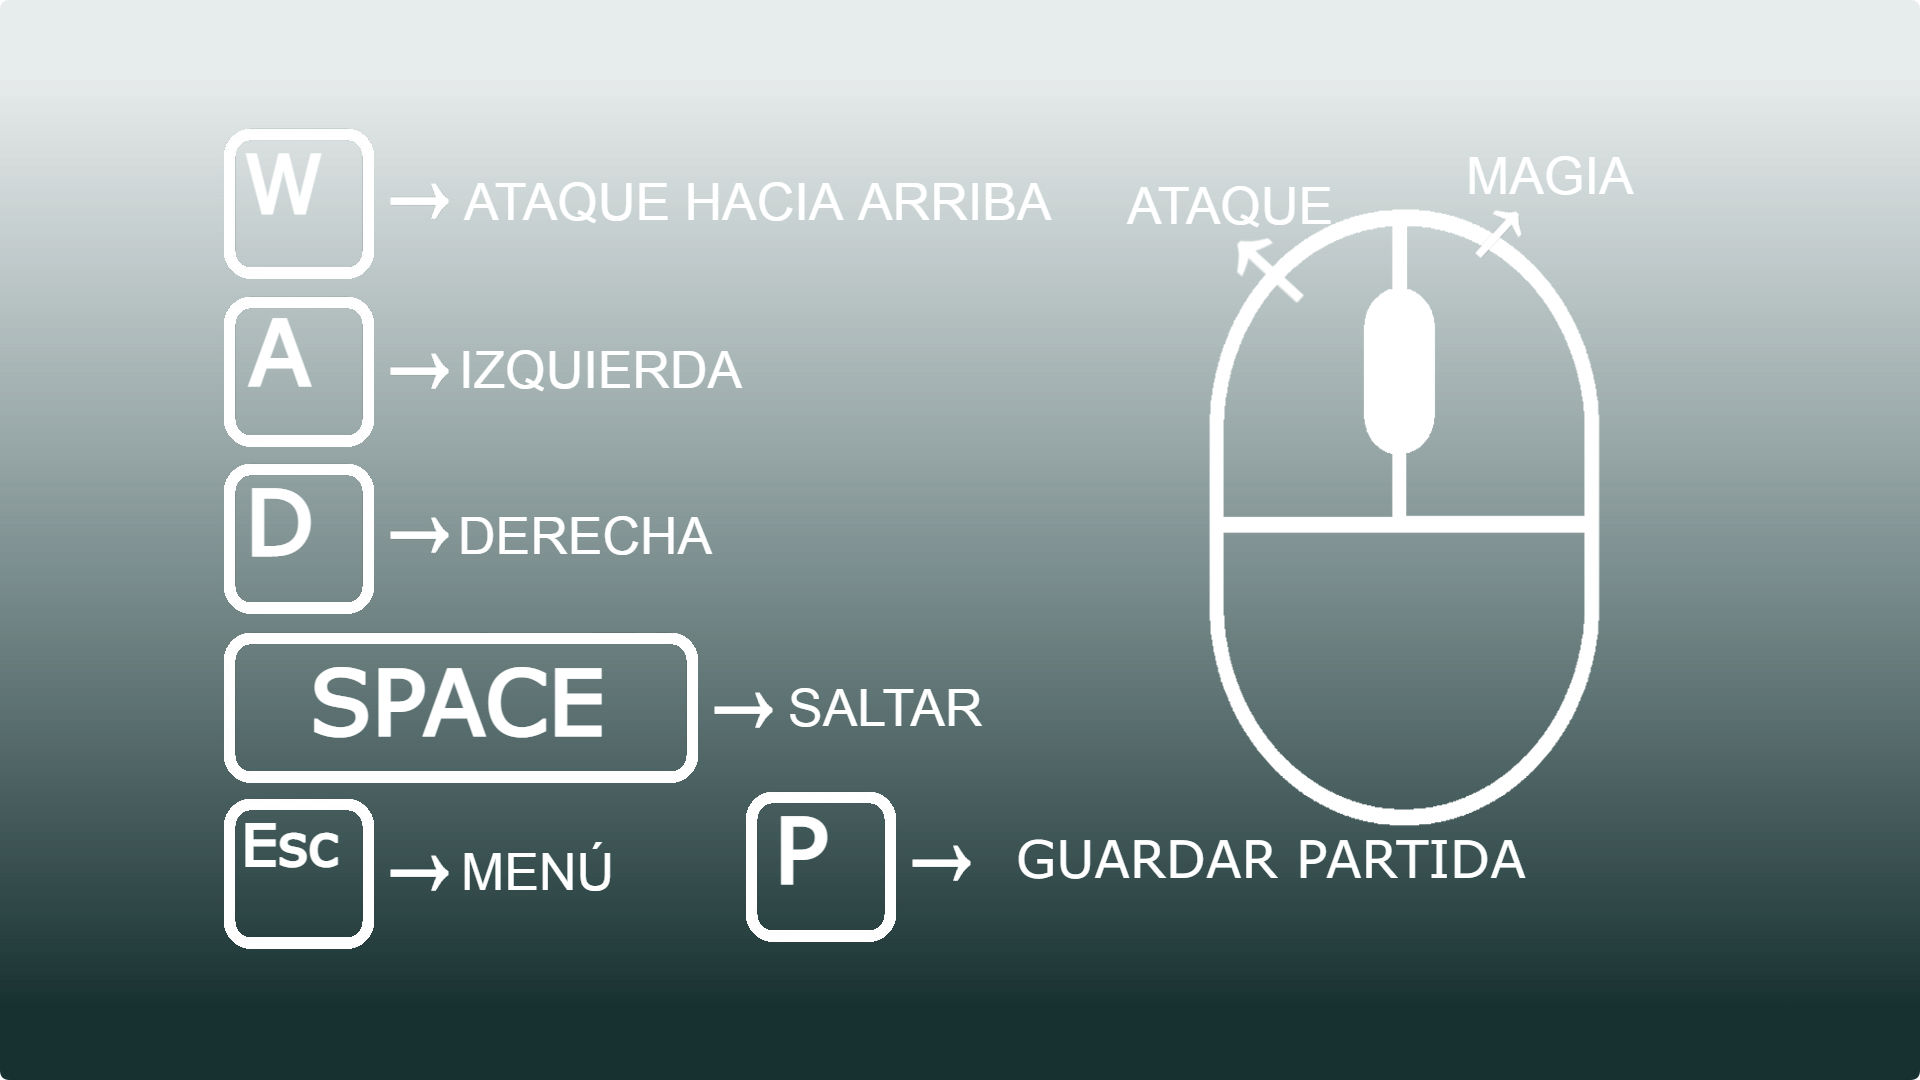 W → ATAQUE HACIA ARRIBA
A → IZQUIERDA
D → DERECHA
SPACE → SALTAR
Esc → MENÚ
P → GUARDAR PARTIDA
ATAQUE
MAGIA